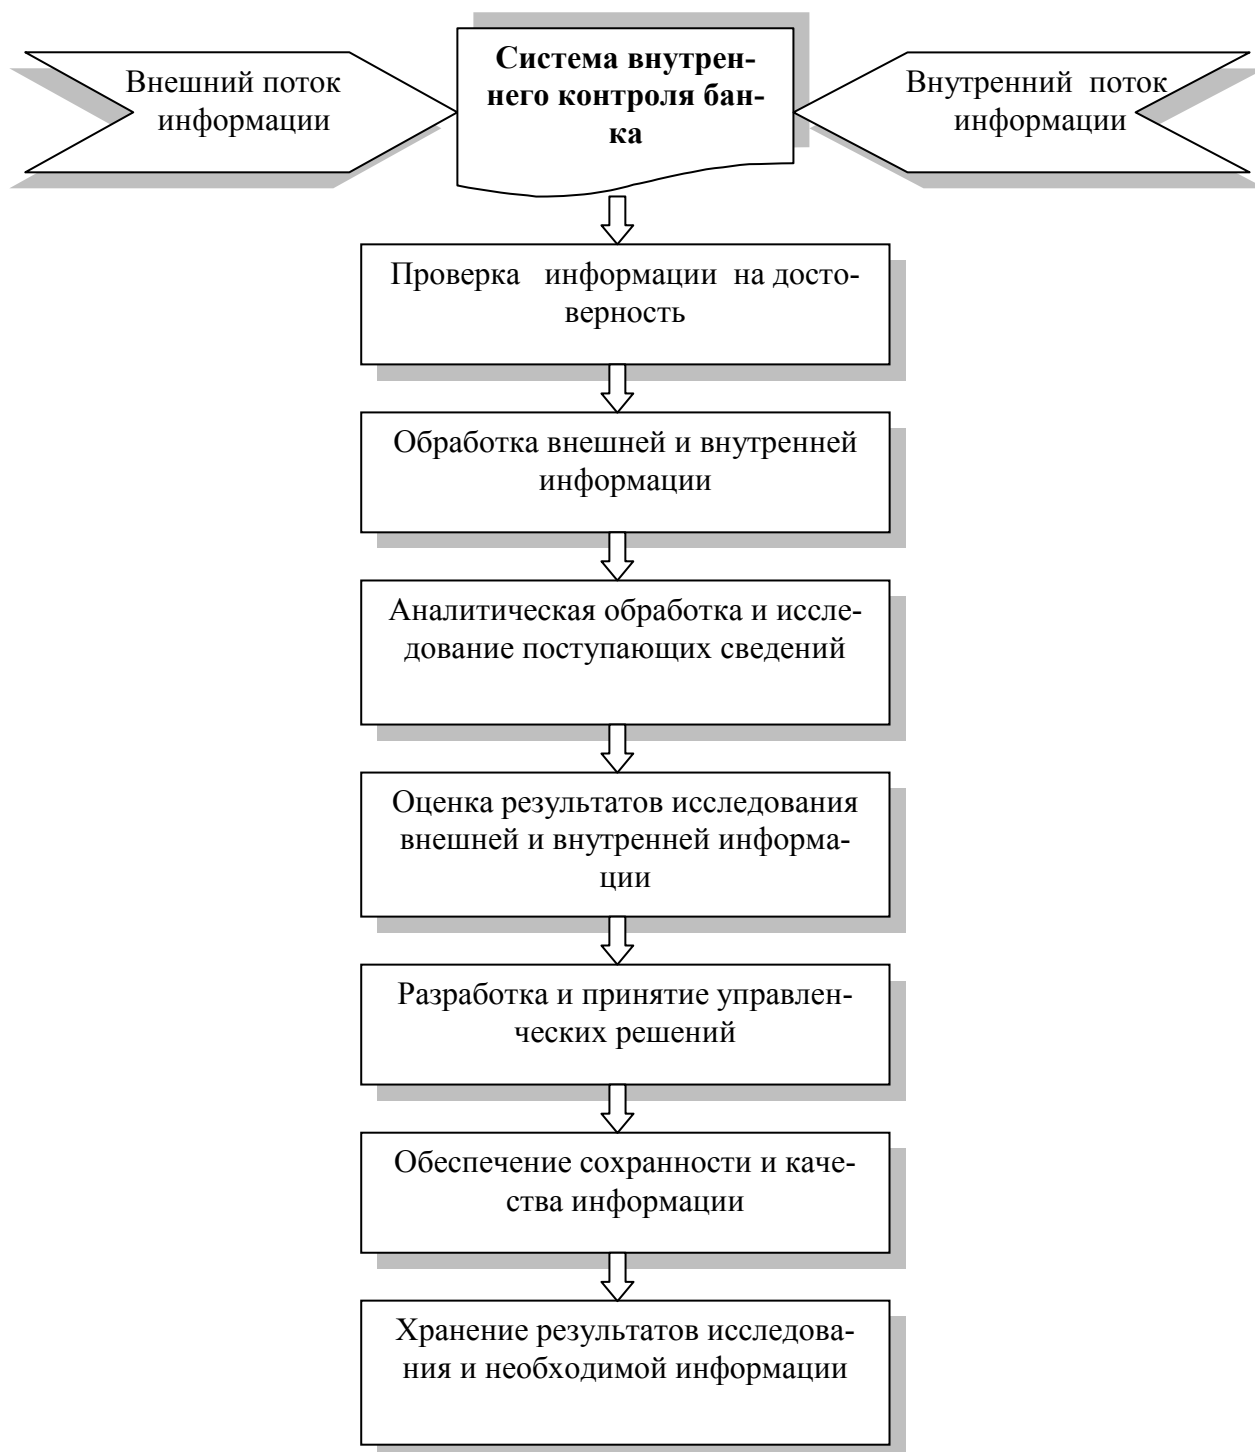 Внешний поток
информации
Система внутрен-
него контроля бан-
ка
Внутренний поток
информации
Проверка информации на досто-
верность
Обработка внешней и внутренней
информации
Аналитическая обработка и иссле-
дование поступающих сведений
Оценка результатов исследования
внешней и внутренней информа-
ции
Разработка и принятие управлен-
ческих решений
Обеспечение сохранности и каче-
ства информации
Хранение результатов исследова-
ния и необходимой информации